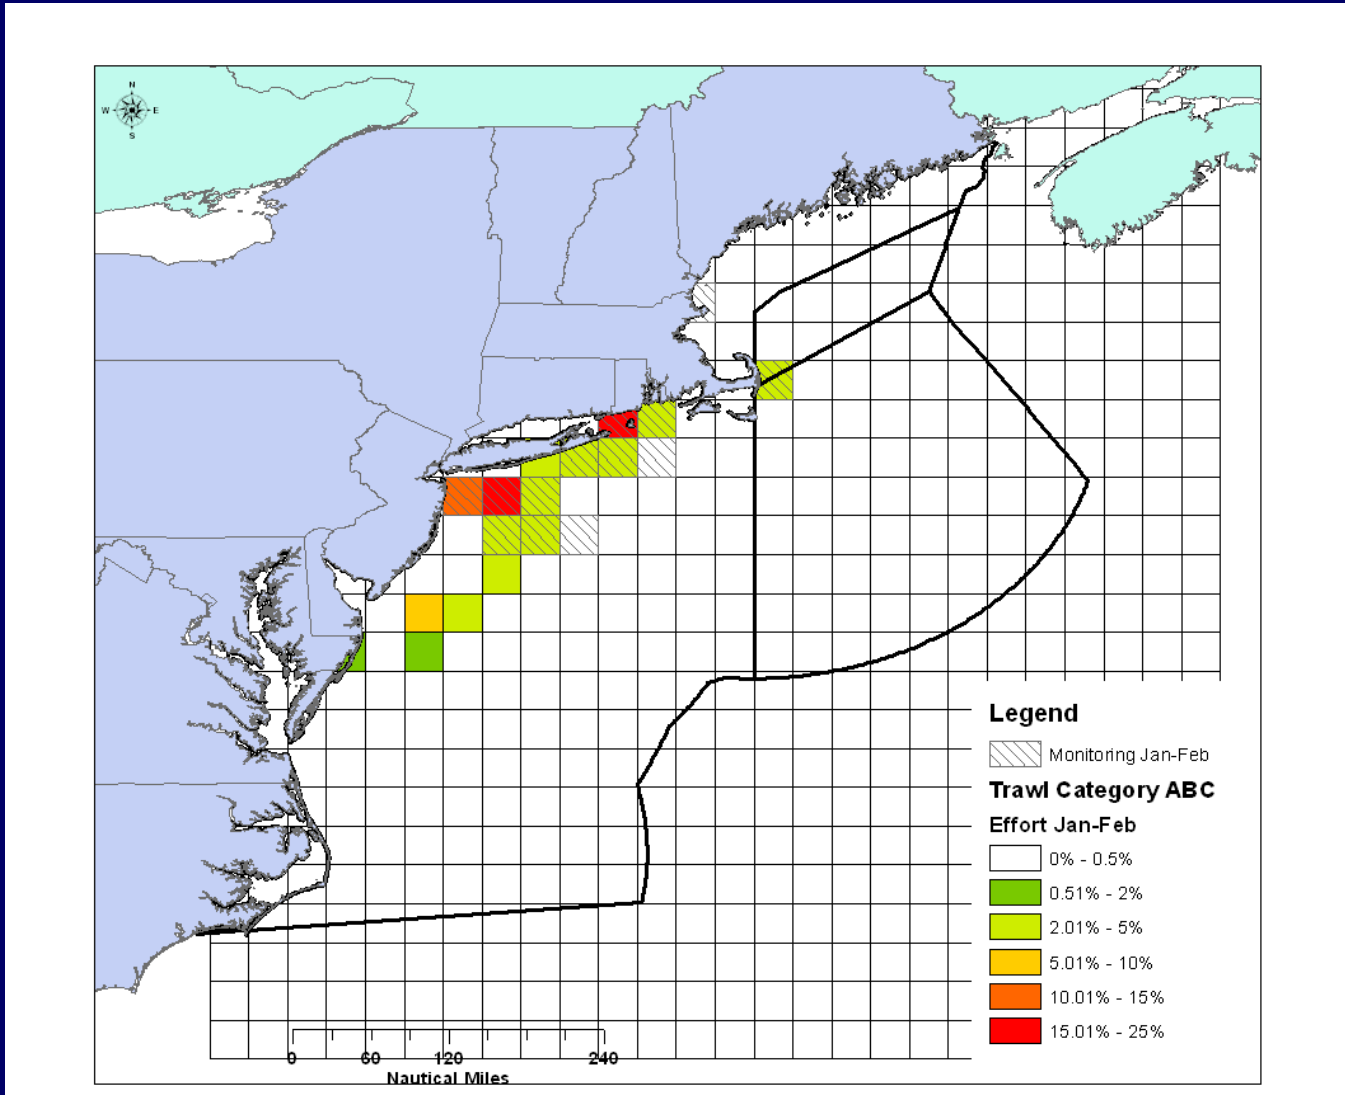 N
W E
S
Legend
Monitoring Jan-Feb
Trawl Category ABC
Effort Jan-Feb
0% - 0.5%
0.51% - 2%
2.01% - 5%
5.01% - 10%
10.01% - 15%
15.01% - 25%
0 60 120 240
Nautical Miles